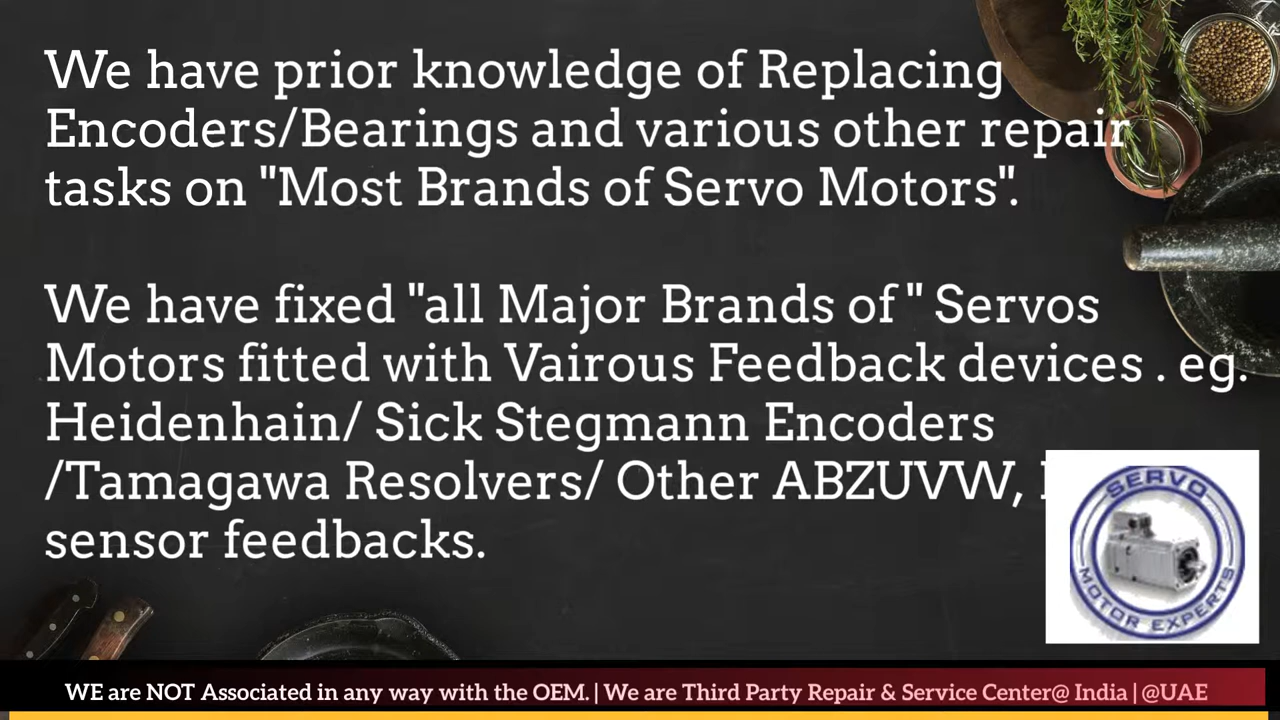 We have prior knowledge of Replacing
Encoders/Bearings and various other repair
tasks on "Most Brands of Servo Motors".
We have fixed "all Major Brands of " Servos
Motors fitted with Vairous Feedback devices . eg.
Heidenhain/ Sick Stegmann Encoders
/Tamagawa Resolvers/ Other ABZUVW,
sensor feedbacks.
SERVO
MOTOR EXPERTS
WE are NOT Associated in any way with the OEM. | We are Third Party Repair & Service Center@ India | @UAE